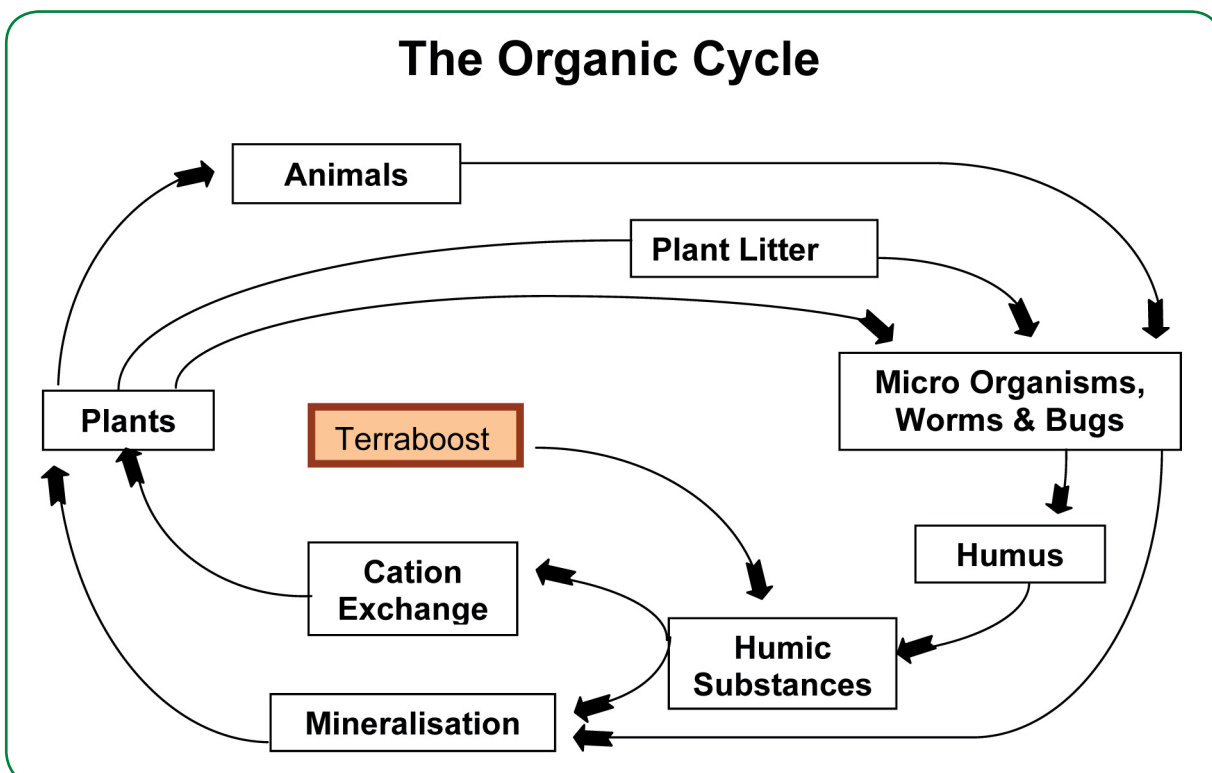 The Organic Cycle
Animals
Plant Litter
Micro Organisms,
Worms & Bugs
Plants
Terraboost
Humus
Cation
Exchange
Humic
Substances
Mineralisation